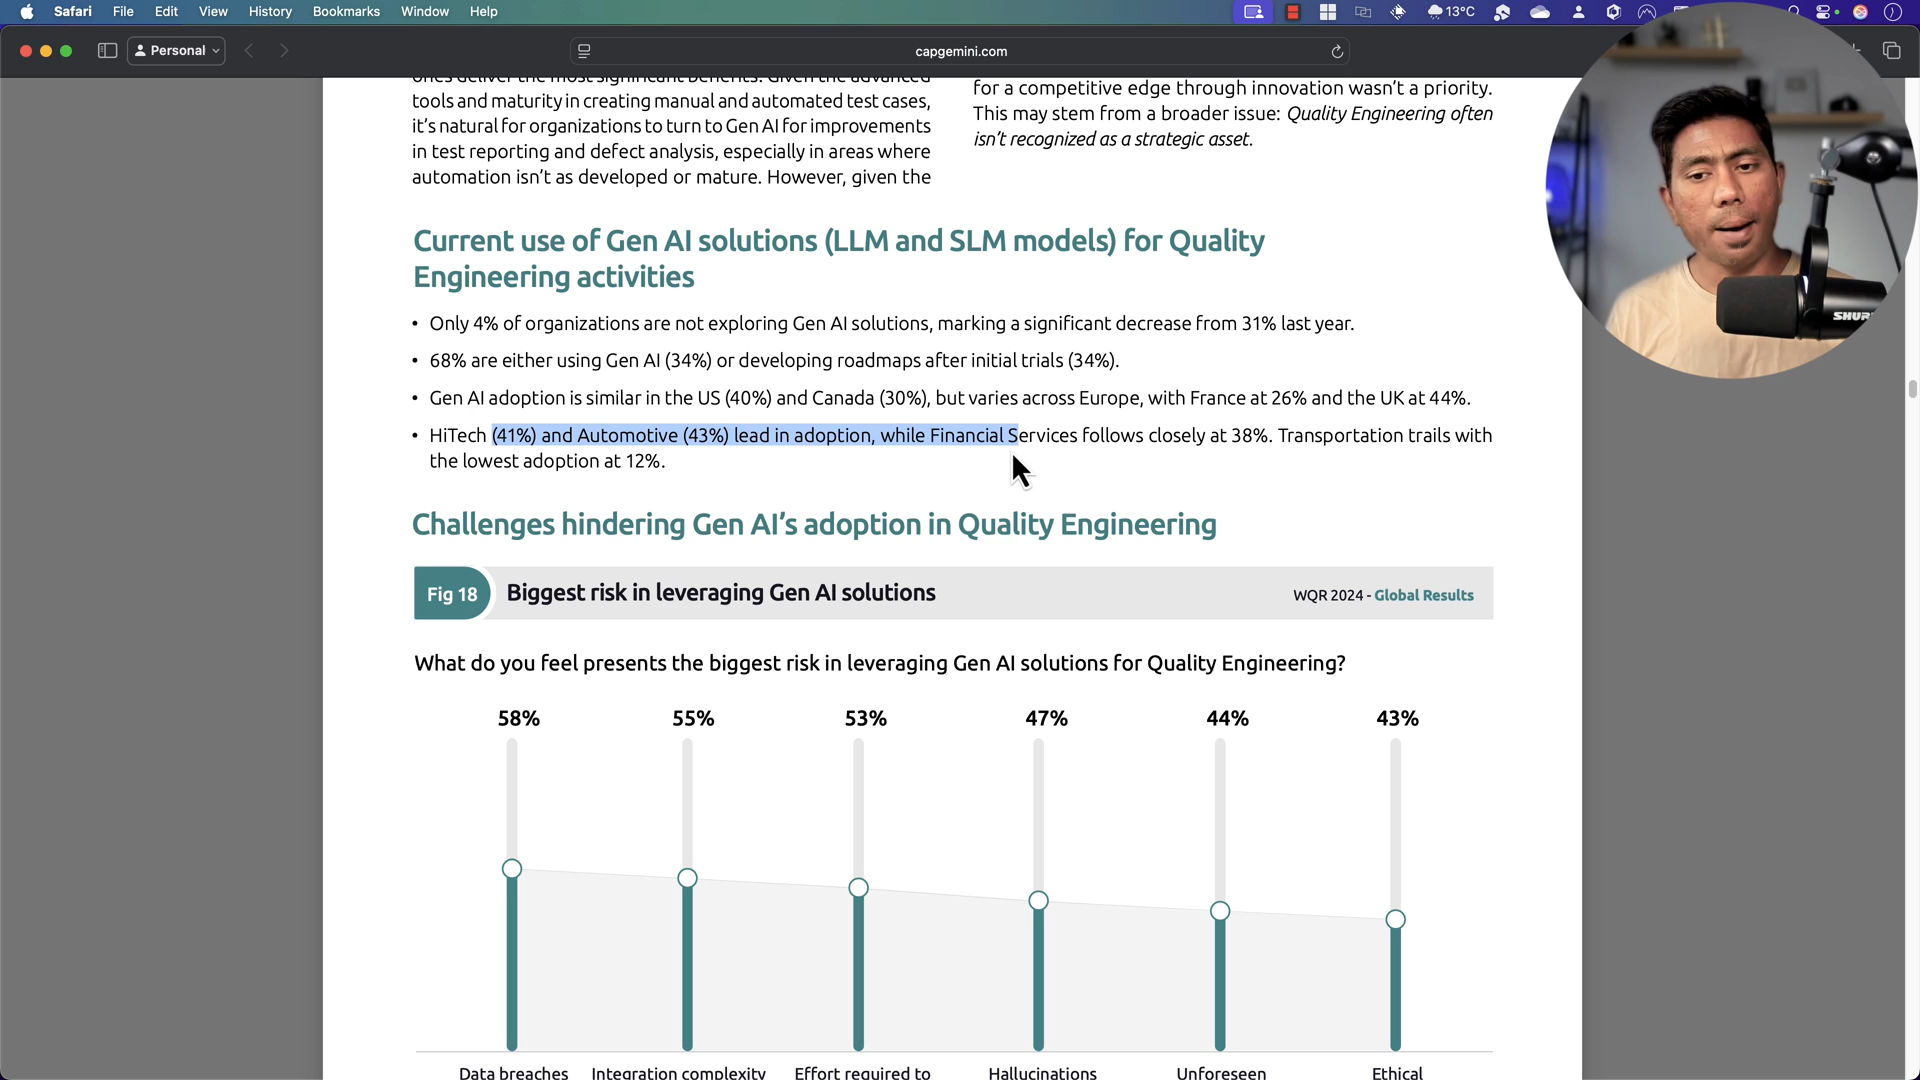 Safari File Edit View History Bookmarks Window Help 13°C
Personal
capgemini.com
ones deliver the most significant benefits. Given the advanced
tools and maturity in creating manual and automated test cases,
it's natural for organizations to turn to Gen AI for improvements
in test reporting and defect analysis, especially in areas where
automation isn't as developed or mature. However, given the
for a competitive edge through innovation wasn't a priority.
This may stem from a broader issue: Quality Engineering often
isn't recognized as a strategic asset.
Current use of Gen AI solutions (LLM and SLM models) for Quality
Engineering activities
• Only 4% of organizations are not exploring Gen AI solutions, marking a significant decrease from 31% last year.
• 68% are either using Gen AI (34%) or developing roadmaps after initial trials (34%).
• Gen AI adoption is similar in the US (40%) and Canada (30%), but varies across Europe, with France at 26% and the UK at 44%.
• HiTech (41%) and Automotive (43%) lead in adoption, while Financial Services follows closely at 38%. Transportation trails with
the lowest adoption at 12%.
Challenges hindering Gen AI's adoption in Quality Engineering
Fig 18 Biggest risk in leveraging Gen AI solutions WQR 2024 - Global Results
What do you feel presents the biggest risk in leveraging Gen AI solutions for Quality Engineering?
58% 55% 53% 47% 44% 43%
Data breaches Integration complexity Effort required to Hallucinations Unforeseen Ethical
SHUR